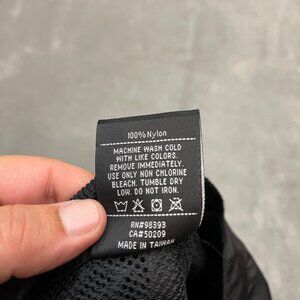 100%Nylon
MACHINE WASH COLD
WITH LIKE COLORS.
REMOVE IMMEDIATELY.
USE ONLY NON CHLORINE
BLEACH. TUMBLE DRY
LOW. DO NOT IRON.
RN#98393
CA#50209
MADE IN TAIWAN